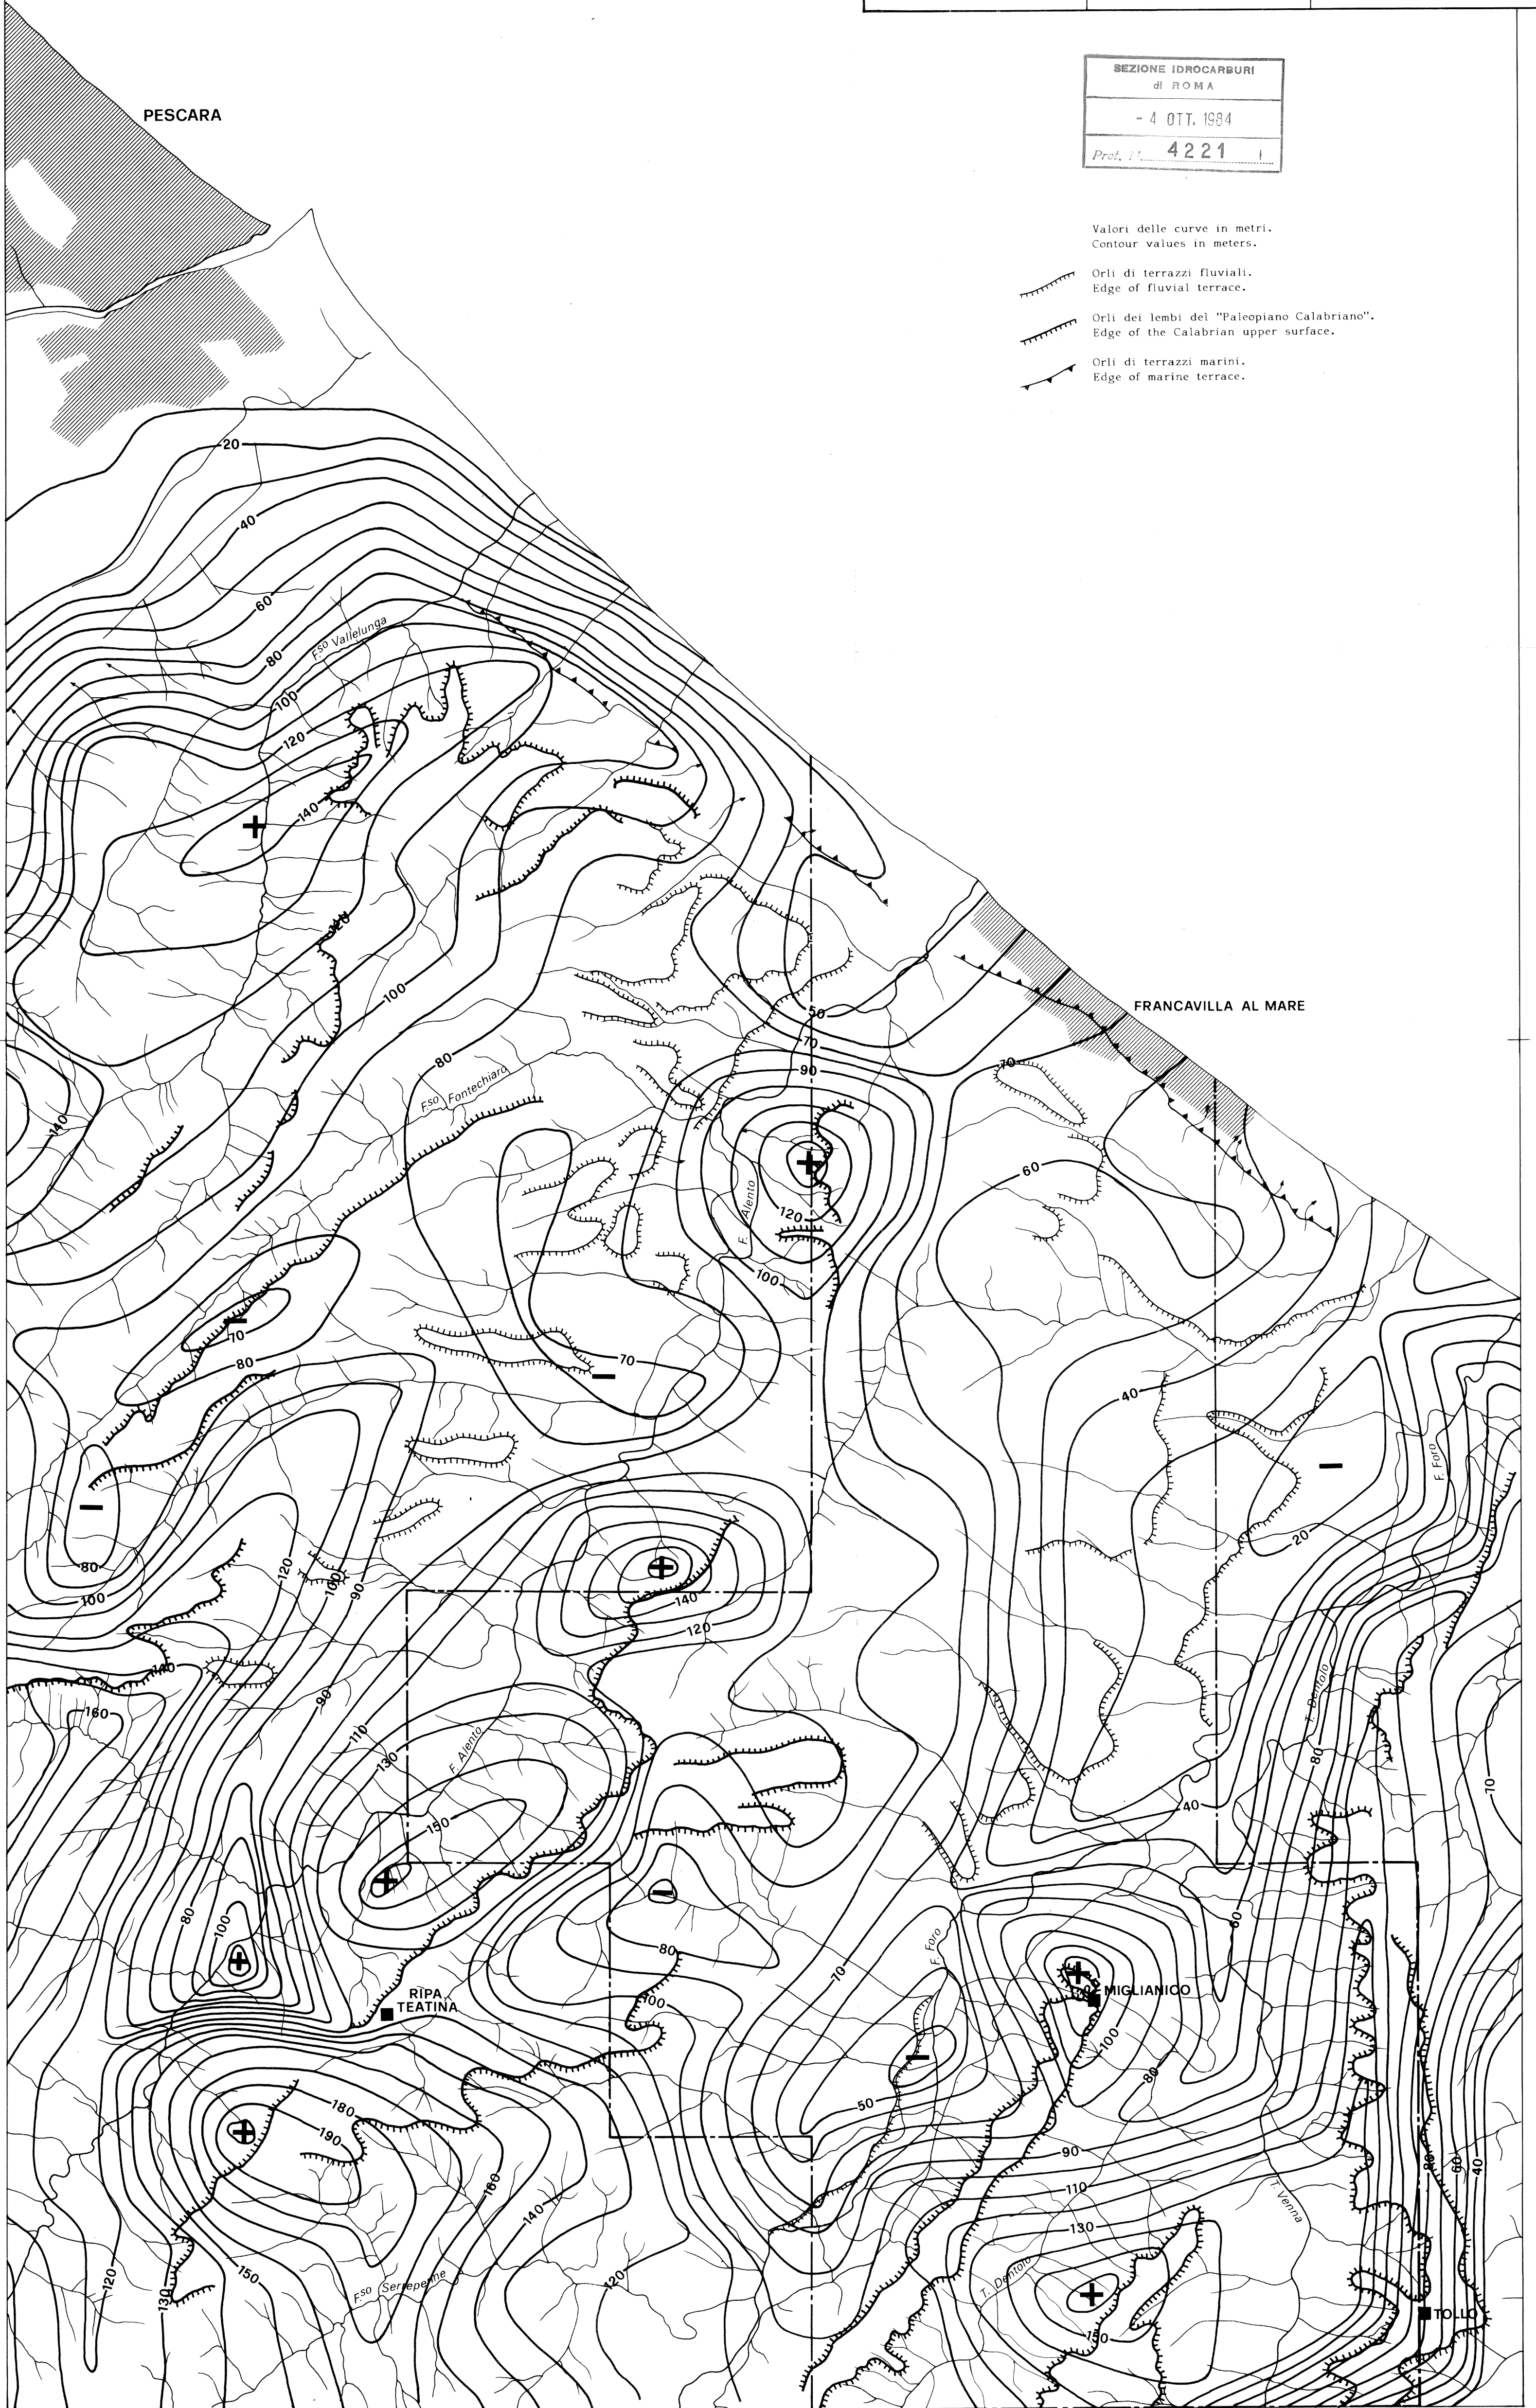 PESCARA
SEZIONE IDROCARBURI
di ROMA
- 4 OTT. 1984
Prot. 4221
Valori delle curve in metri.
Contour values in meters.
Orli di terrazzi fluviali.
Edge of fluvial terrace.
Orli dei lembi del "Paleopiano Calabriano".
Edge of the Calabrian upper surface.
Orli di terrazzi marini.
Edge of marine terrace.
20
40
60
F.so Vallelunga
80
100
120
140
120
100
50
FRANCAVILLA AL MARE
70
80
70
90
F.so Fontechiaro
140
60
F. Alento
120
100
70
80
70
40
F. Foro
20
80
120
100
90
100
140
120
140
90
160
T. Dentolo
110
F. Alento
130
80
70
40
150
80
100
60
F. Foro
80
70
RIPA
TEATINA
100
MIGLIANICO
100
80
50
180
190
90
80
60
40
160
110
T. Venna
140
130
T. Dentolo
120
130
150
F.so Serrepenne
120
TOLLO
150